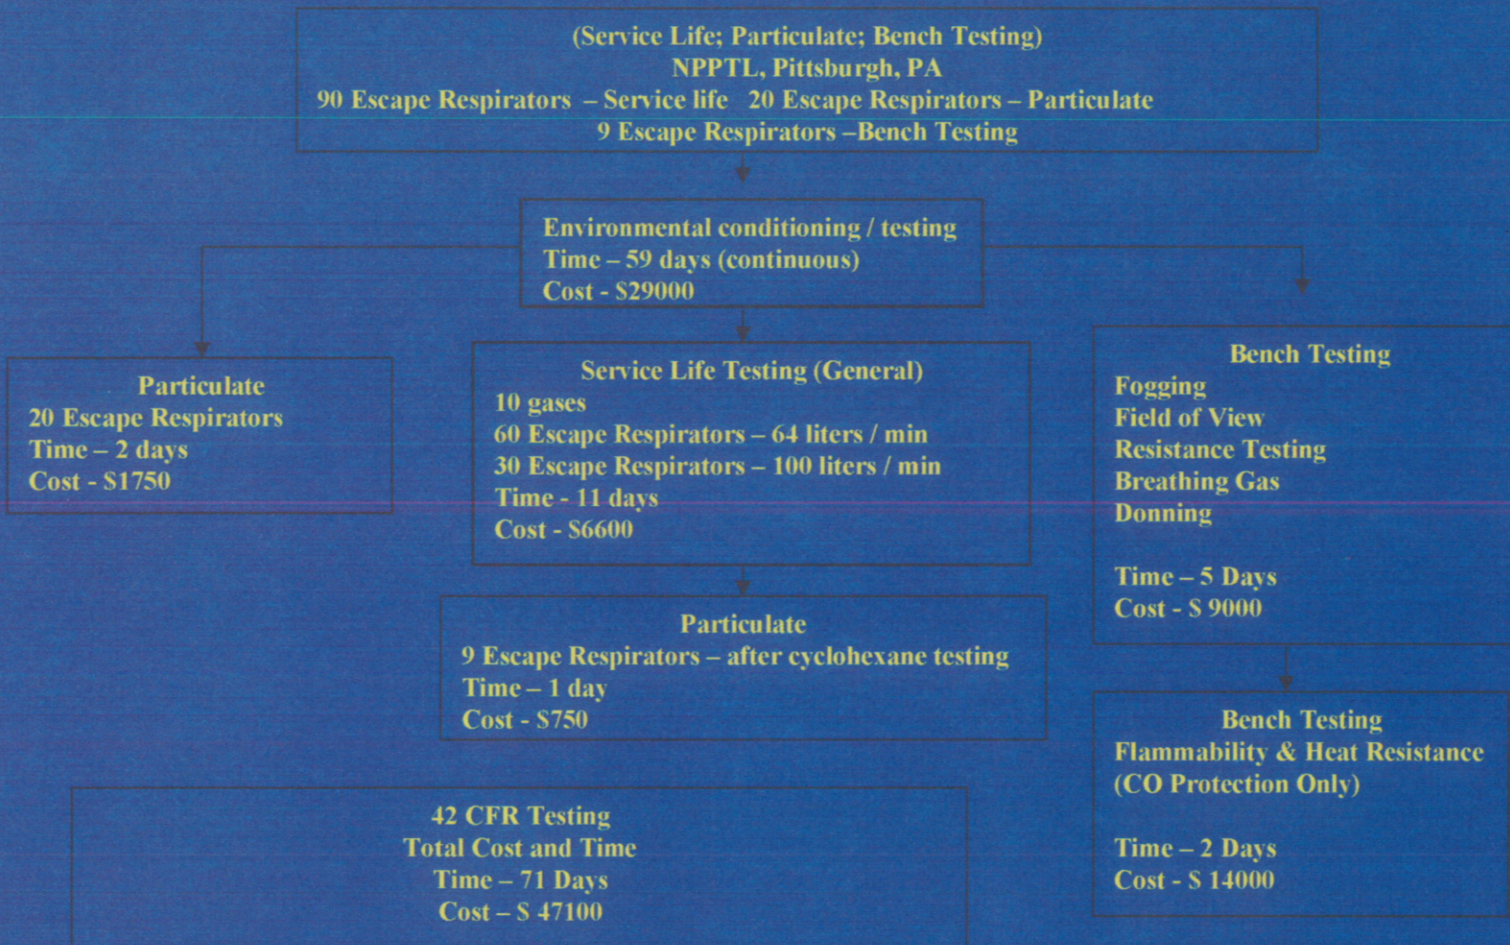 (Service Life; Particulate; Bench Testing)
NPPTL, Pittsburgh, PA
90 Escape Respirators – Service life 20 Escape Respirators – Particulate
9 Escape Respirators –Bench Testing
Environmental conditioning / testing
Time – 59 days (continuous)
Cost - $29000
Particulate
20 Escape Respirators
Time – 2 days
Cost - $1750
Service Life Testing (General)
10 gases
60 Escape Respirators – 64 liters / min
30 Escape Respirators – 100 liters / min
Time - 11 days
Cost - $6600
Particulate
9 Escape Respirators – after cyclohexane testing
Time – 1 day
Cost - $750
Bench Testing
Fogging
Field of View
Resistance Testing
Breathing Gas
Donning
Time – 5 Days
Cost - $ 9000
Bench Testing
Flammability & Heat Resistance
(CO Protection Only)
Time – 2 Days
Cost - $ 14000
42 CFR Testing
Total Cost and Time
Time – 71 Days
Cost – $ 47100